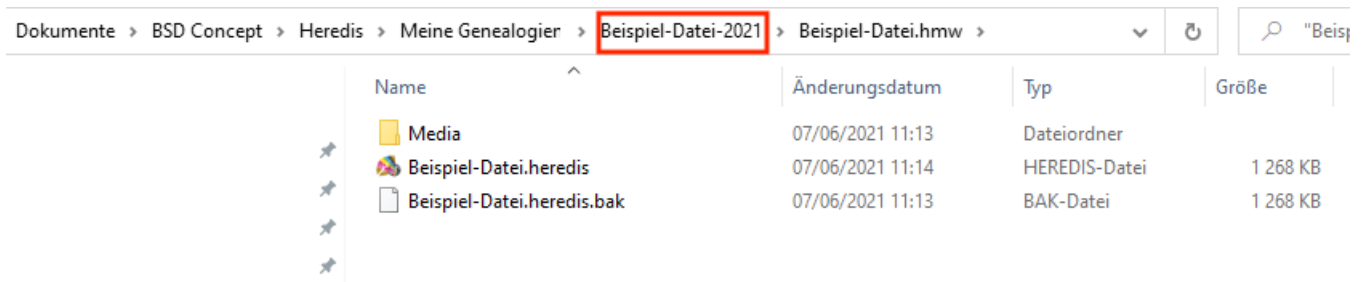 Dokumente > BSD Concept > Heredis > Meine Genealogien > Beispiel-Datei-2021 > Beispiel-Datei.hmw > "Beisp
Name Änderungsdatum Typ Größe
Media 07/06/2021 11:13 Dateiordner
Beispiel-Datei.heredis 07/06/2021 11:14 HEREDIS-Datei 1 268 KB
Beispiel-Datei.heredis.bak 07/06/2021 11:13 BAK-Datei 1 268 KB